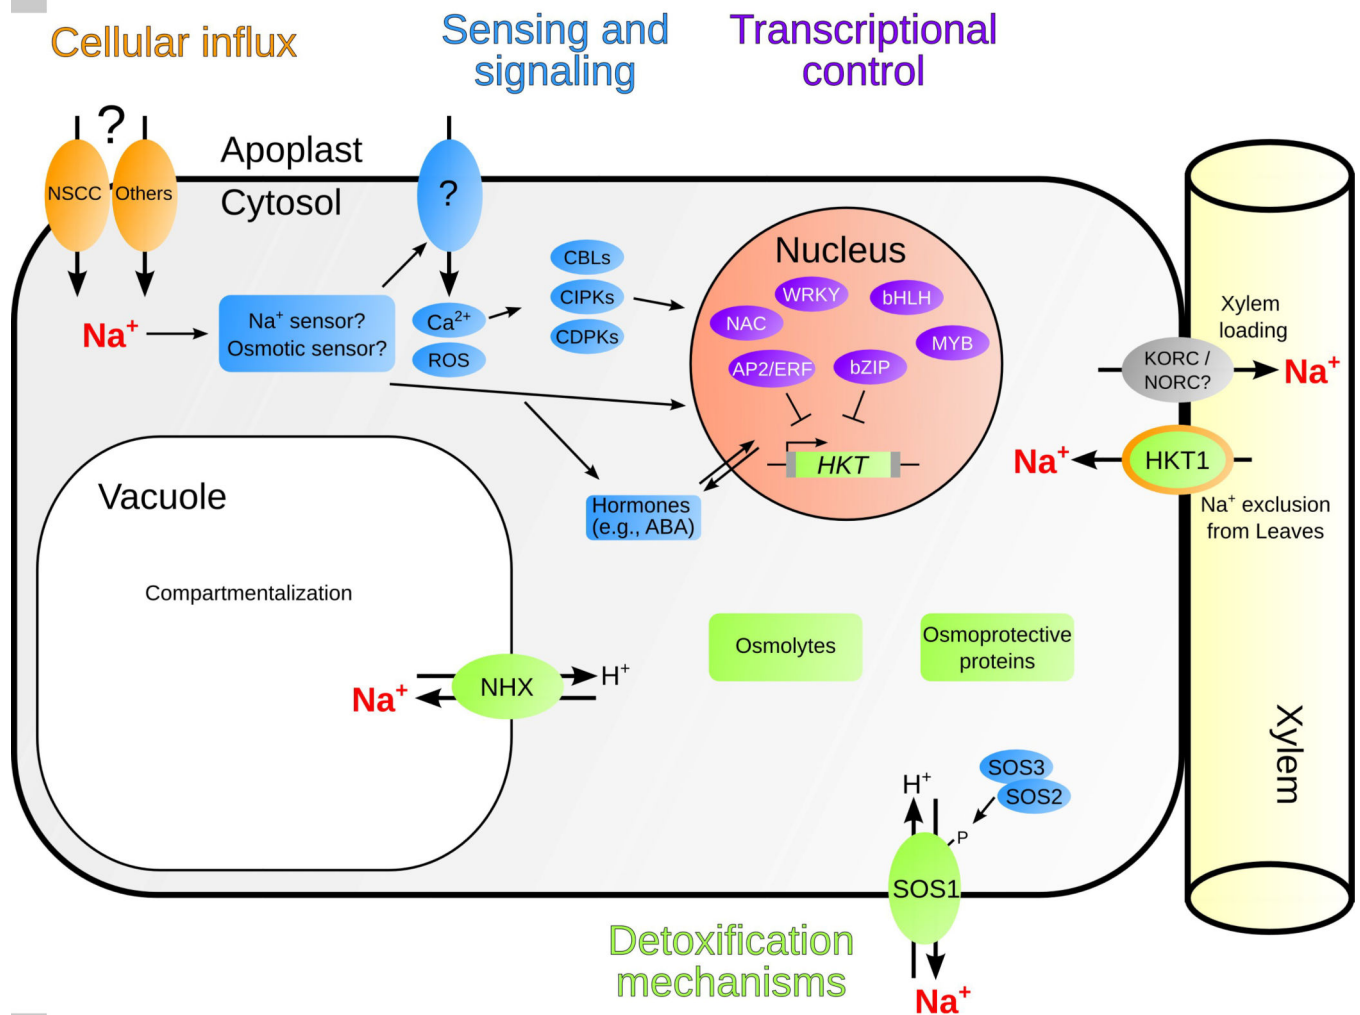 Cellular influx
Sensing and
signaling
Transcriptional
control
?
Apoplast
Cytosol
NSCC
Others
?
Na⁺
Na⁺ sensor?
Osmotic sensor?
Ca²⁺
ROS
CBLs
CIPKs
CDPKs
Nucleus
WRKY
bHLH
NAC
MYB
AP2/ERF
bZIP
HKT
Hormones
(e.g., ABA)
Xylem
loading
KORC /
NORC?
Na⁺
Na⁺
HKT1
Na⁺ exclusion
from Leaves
Vacuole
Compartmentalization
Na⁺
NHX
H⁺
Osmolytes
Osmoprotective
proteins
Xylem
SOS3
SOS2
H⁺
P
SOS1
Na⁺
Detoxification
mechanisms